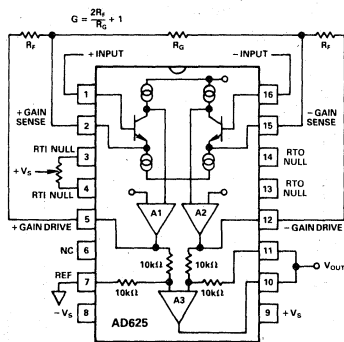 G = 2R_F/R_G + 1
R_F
R_G
R_F
+INPUT
−INPUT
1
16
+GAIN SENSE
2
15
−GAIN SENSE
RTI NULL
3
14
RTO NULL
+V_S
RTI NULL
4
13
RTO NULL
A1
A2
+GAIN DRIVE
5
12
−GAIN DRIVE
NC
6
10kΩ
10kΩ
11
REF
7
10kΩ
10kΩ
10
V_OUT
A3
−V_S
8
AD625
9
+V_S